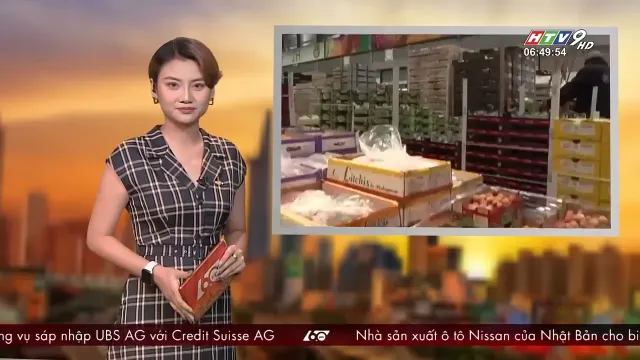 HTV9 HD
06:49:54
Litchis
ng vụ sáp nhập UBS AG với Credit Suisse AG
60
Nhà sản xuất ô tô Nissan của Nhật Bản cho bi